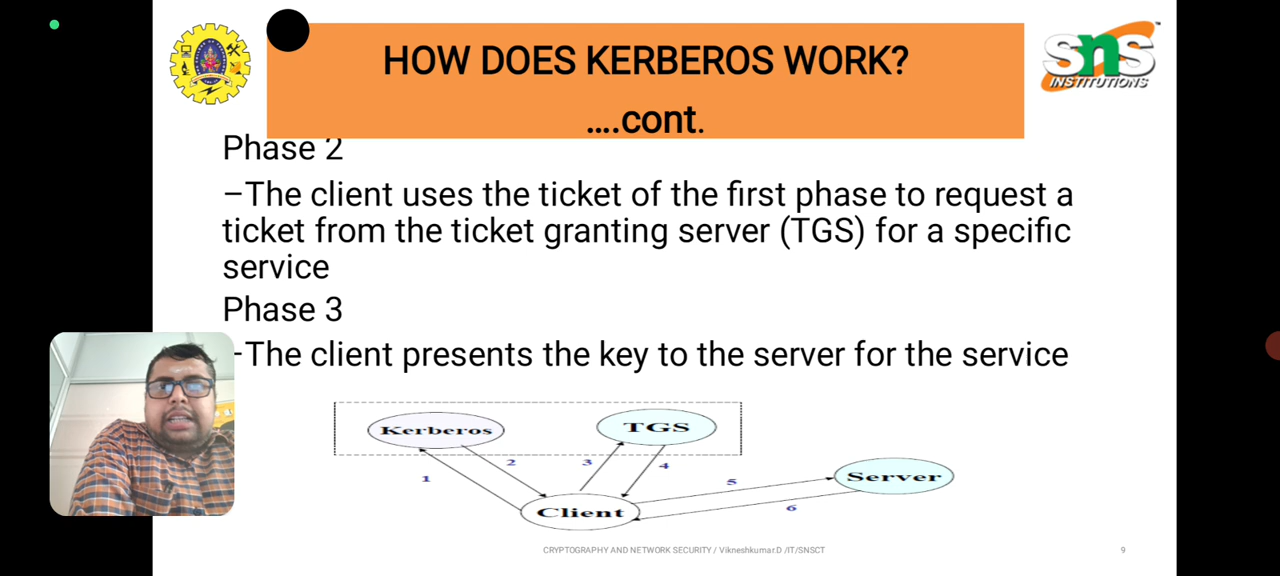 HOW DOES KERBEROS WORK?
....cont.
SNS
INSTITUTIONS
Phase 2
–The client uses the ticket of the first phase to request a
ticket from the ticket granting server (TGS) for a specific
service
Phase 3
–The client presents the key to the server for the service
Kerberos
TGS
1
2
3
4
5
6
Server
Client
CRYPTOGRAPHY AND NETWORK SECURITY / Vikneshkumar.D /IT/SNSCT
9